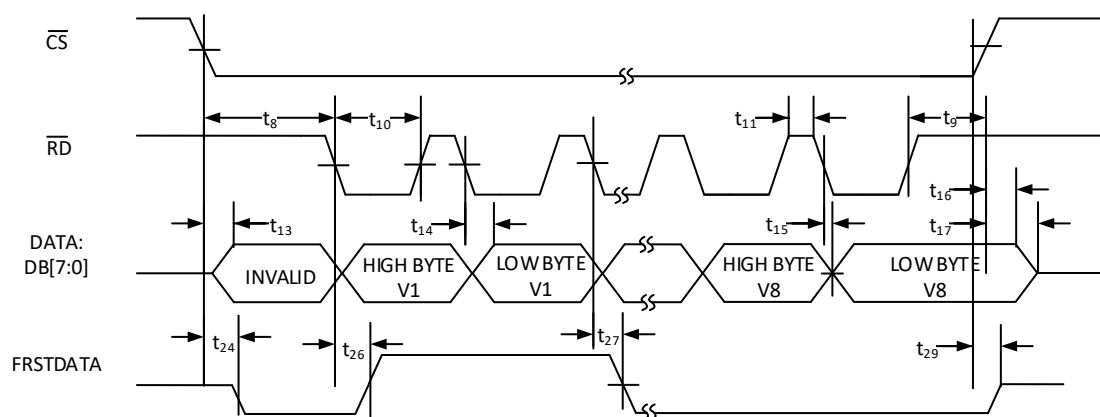 CS
t8
t10
t11
t9
RD
t16
t13
t14
t15
t17
DATA:
DB[7:0]
INVALID
HIGH BYTE
V1
LOW BYTE
V1
HIGH BYTE
V8
LOW BYTE
V8
t24
t26
t27
t29
FRSTDATA